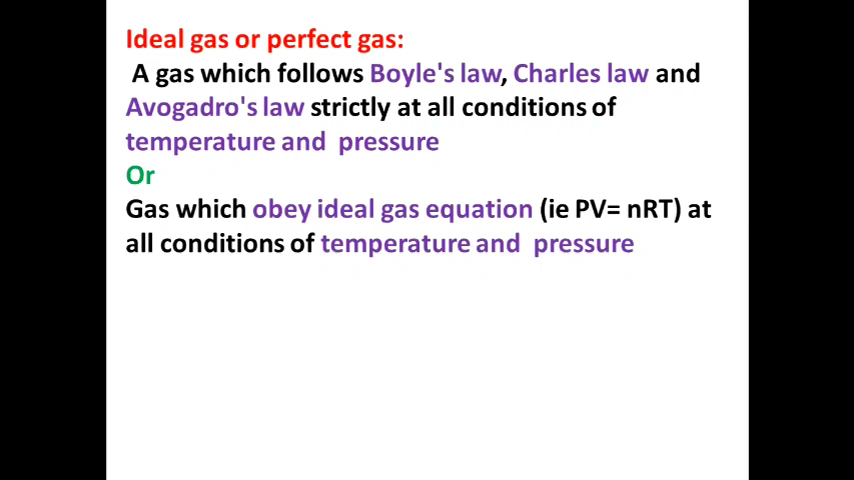 Ideal gas or perfect gas:
A gas which follows Boyle's law, Charles law and
Avogadro's law strictly at all conditions of
temperature and pressure
Or
Gas which obey ideal gas equation (ie PV= nRT) at
all conditions of temperature and pressure